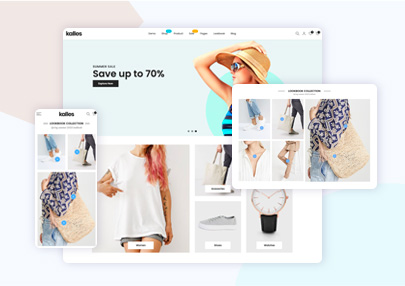 kalles
Demo
Shop
Product
Sale
Pages
Lookbook
Blog
SUMMER SALE
Save up to 70%
Explore Now
LOOKBOOK COLLECTION
kalles
LOOKBOOK COLLECTION
Women
Accessories
Shoes
Watches